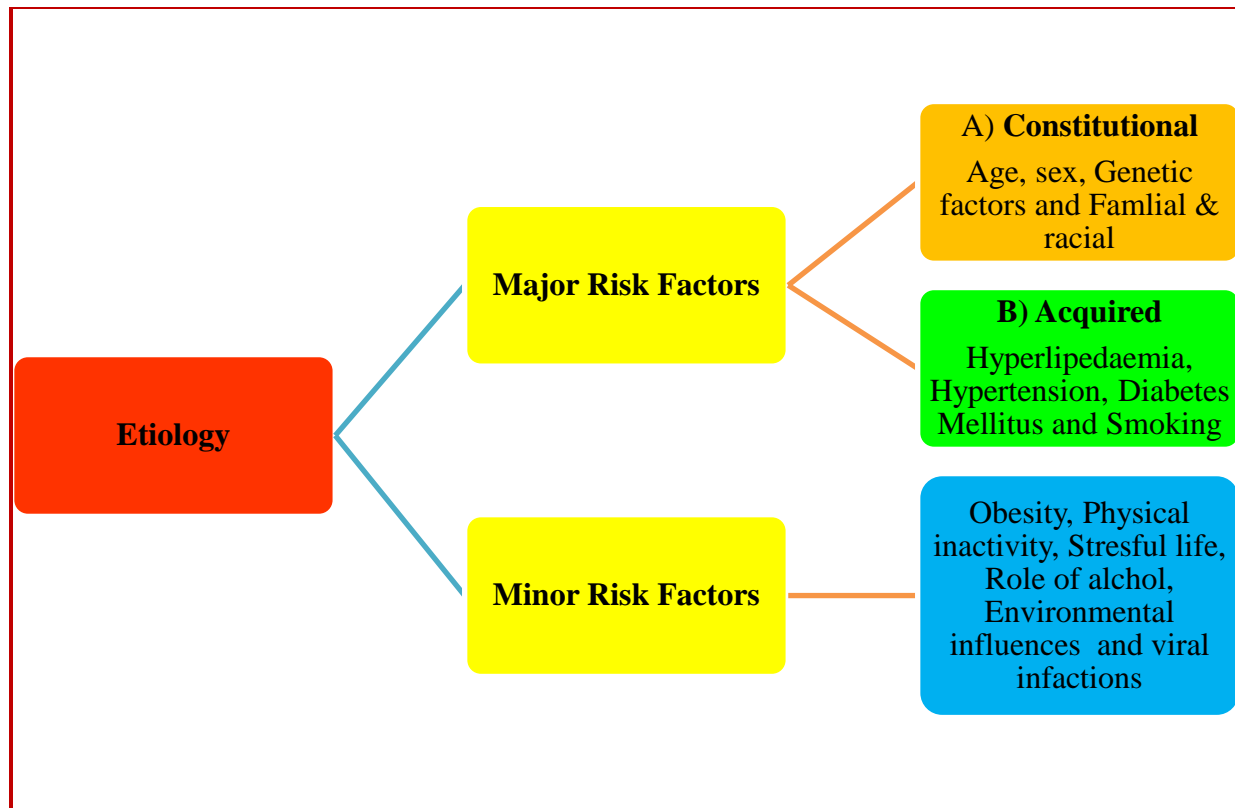 Etiology
Major Risk Factors
A) Constitutional
Age, sex, Genetic
factors and Famlial &
racial
B) Acquired
Hyperlipedaemia,
Hypertension, Diabetes
Mellitus and Smoking
Minor Risk Factors
Obesity, Physical
inactivity, Stresful life,
Role of alchol,
Environmental
influences  and viral
infactions